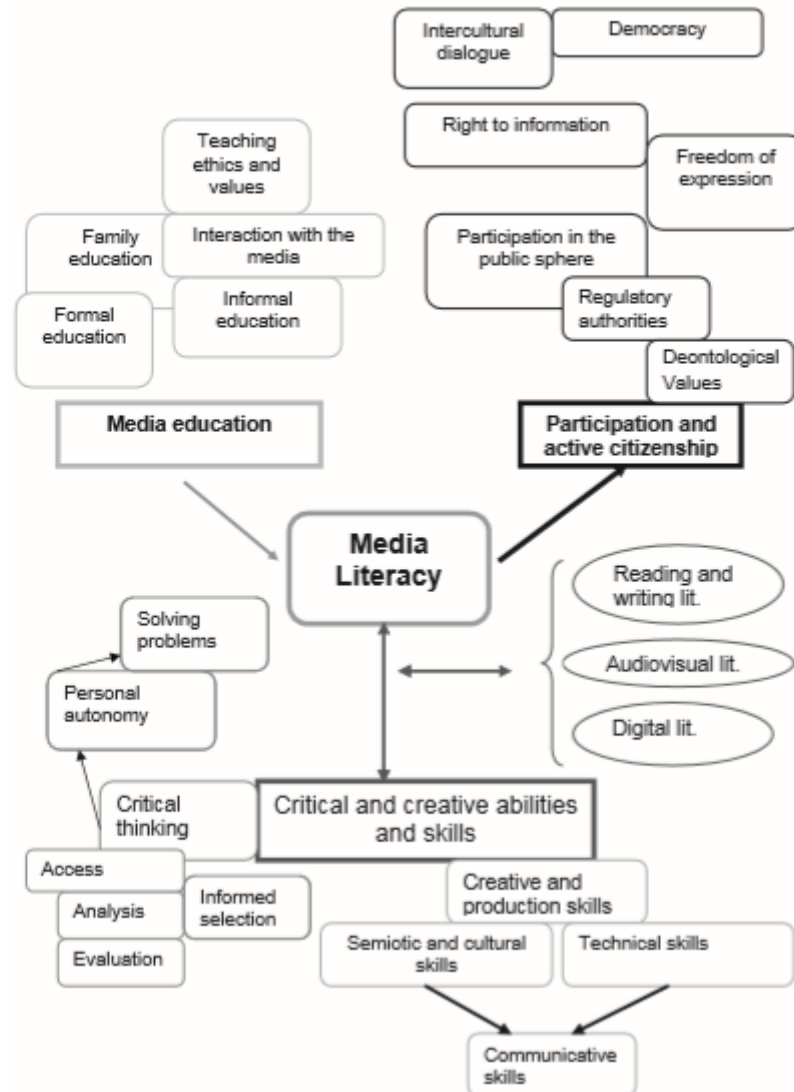 Intercultural
dialogue
Democracy
Right to information
Freedom of
expression
Participation in the
public sphere
Regulatory
authorities
Deontological
Values
Teaching
ethics and
values
Family
education
Interaction with the
media
Formal
education
Informal
education
Media education
Participation and
active citizenship
Media
Literacy
Reading and
writing lit.
Audiovisual lit.
Digital lit.
Solving
problems
Personal
autonomy
Critical
thinking
Critical and creative abilities
and skills
Access
Analysis
Informed
selection
Evaluation
Creative and
production skills
Semiotic and cultural
skills
Technical skills
Communicative
skills